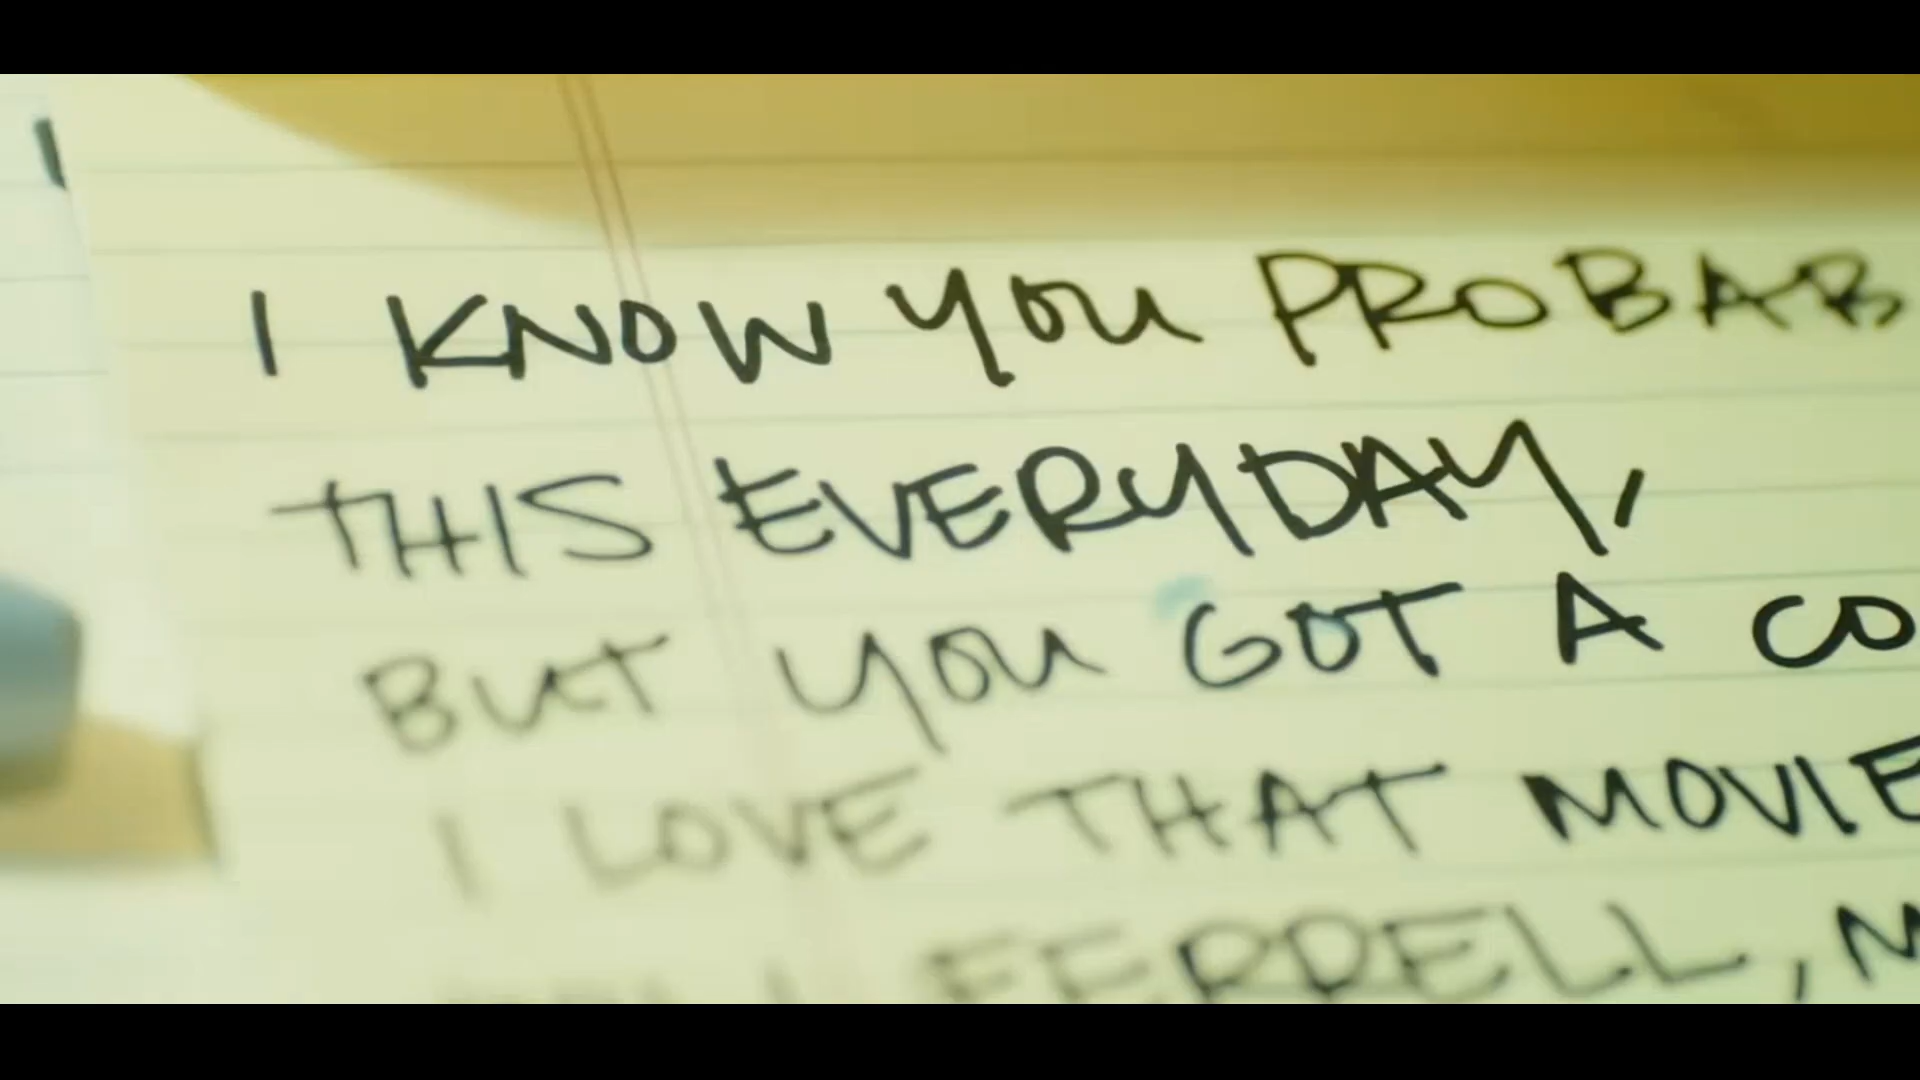 I KNOW YOU PROBAB
THIS EVERYDAY,
BUT YOU GOT A CO
I LOVE THAT MOVIE
FERRELL, M